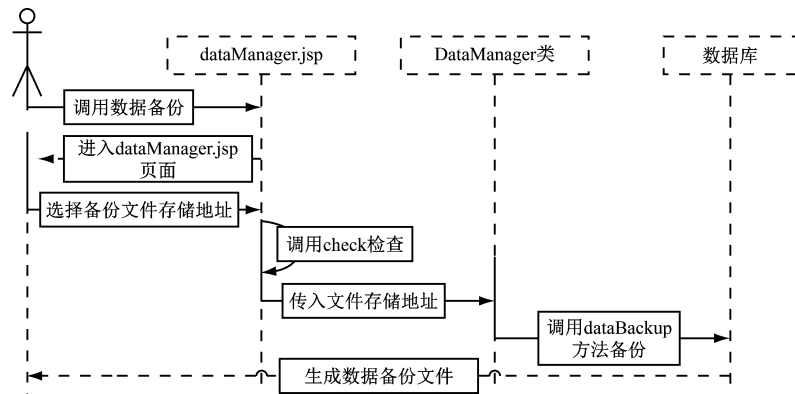 dataManager.jsp
DataManager类
数据库
调用数据备份
进入dataManager.jsp
页面
选择备份文件存储地址
调用check检查
传入文件存储地址
调用dataBackup
方法备份
生成数据备份文件